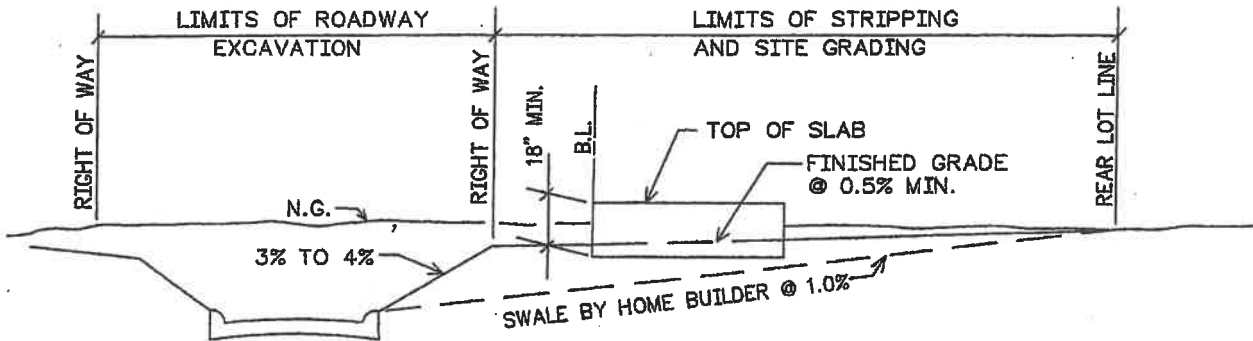 LIMITS OF ROADWAY
EXCAVATION
LIMITS OF STRIPPING
AND SITE GRADING
RIGHT OF WAY
RIGHT OF WAY
18" MIN.
B.L.
TOP OF SLAB
FINISHED GRADE
@ 0.5% MIN.
REAR LOT LINE
N.G.
3% TO 4%
SWALE BY HOME BUILDER @ 1.0%